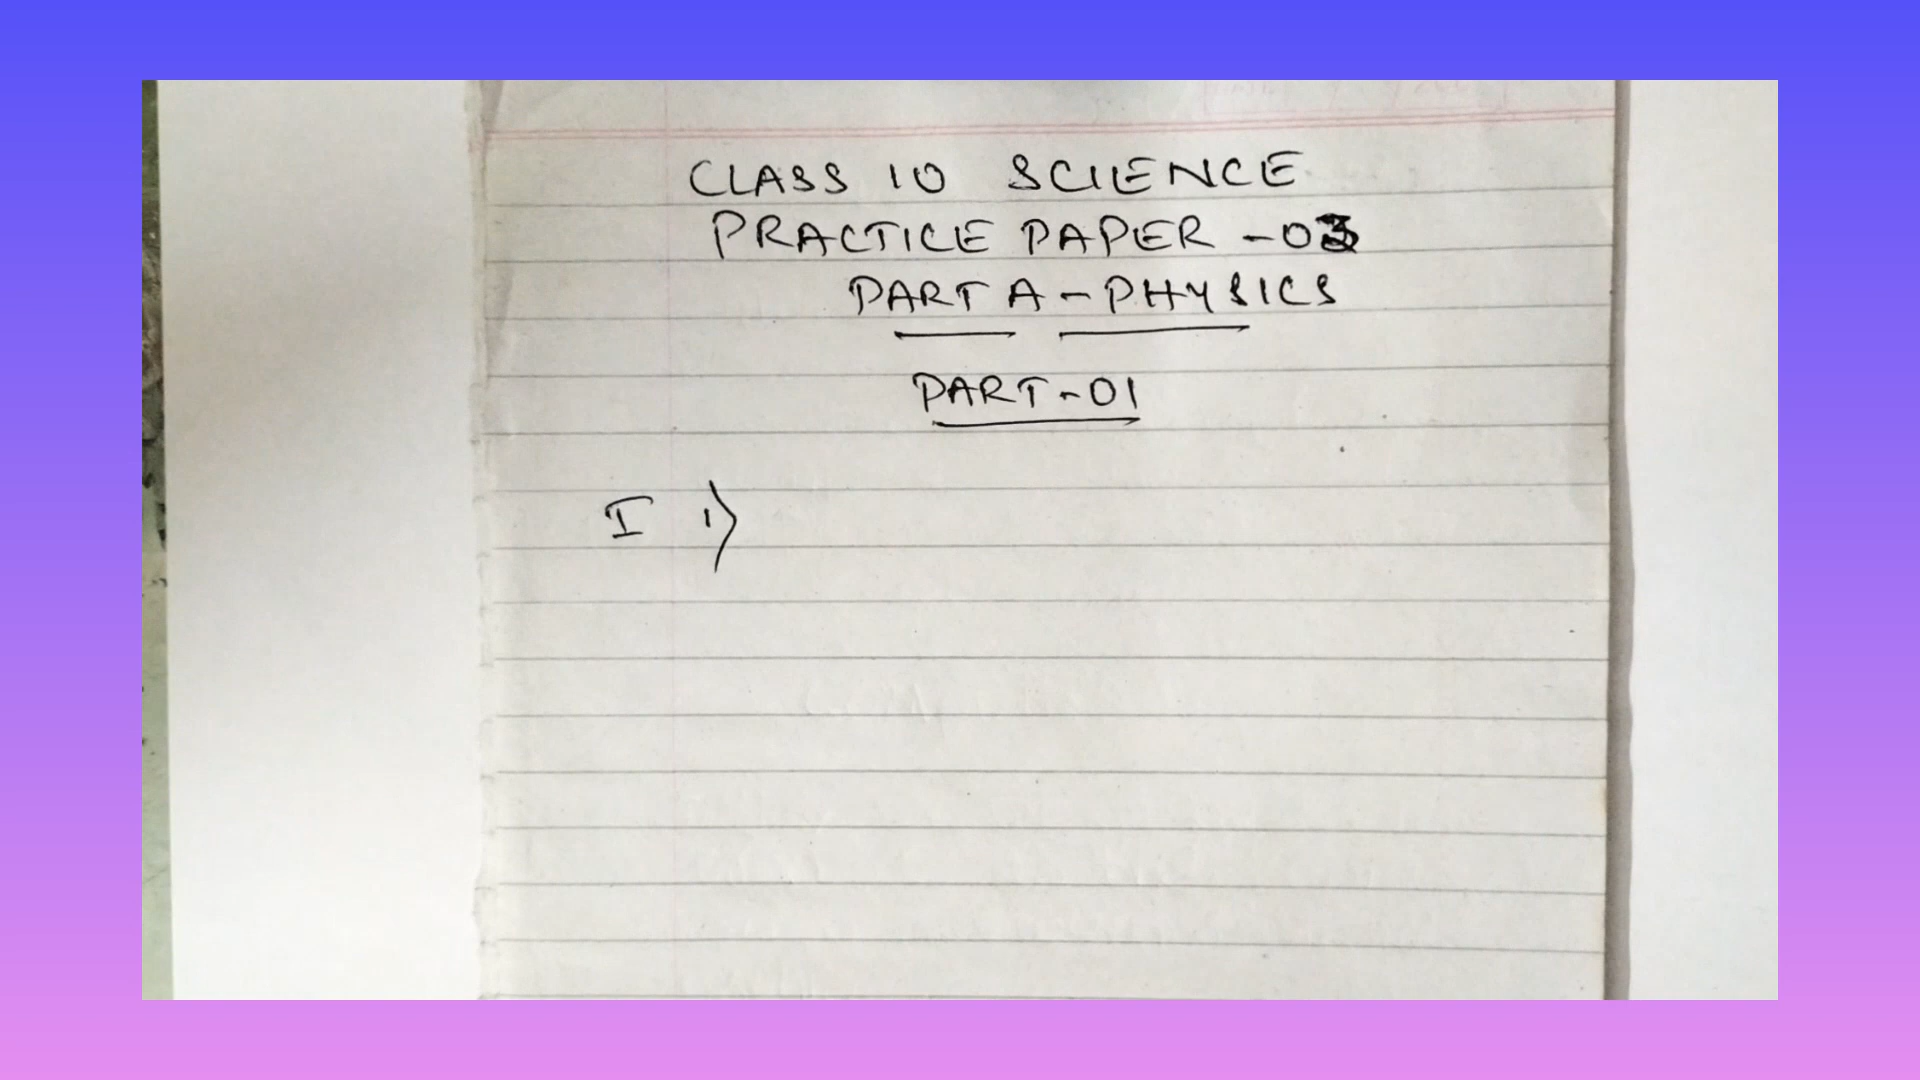 CLASS 10 SCIENCE
PRACTICE PAPER -03
PART A - PHYSICS
PART-01
I 1)